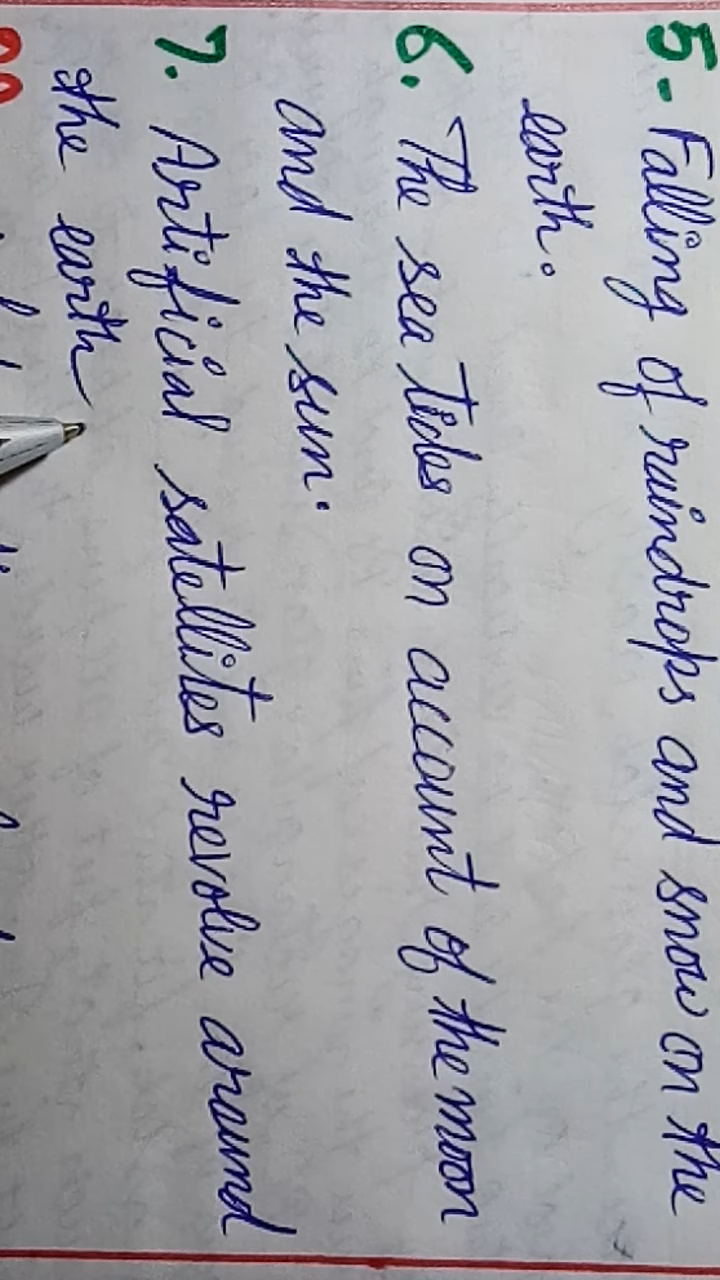 5- Falling of raindrops and snow on the
earth.
6. The sea tides on account of the moon
and the sun.
7. Artificial satellites revolve around
the earth